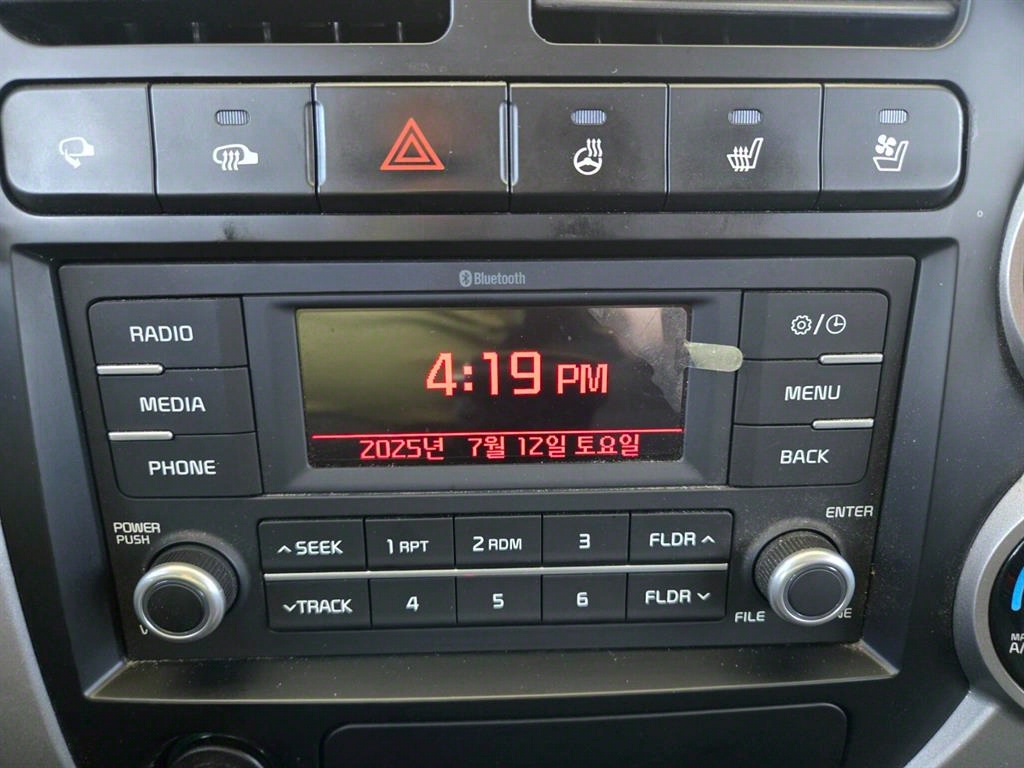 Bluetooth
RADIO
4:19 PM
MEDIA
MENU
2025년 7월 12일 토요일
PHONE
BACK
POWER
PUSH
ENTER
SEEK
1 RPT
2 RDM
3
FLDR
TRACK
4
5
6
FLDR
FILE